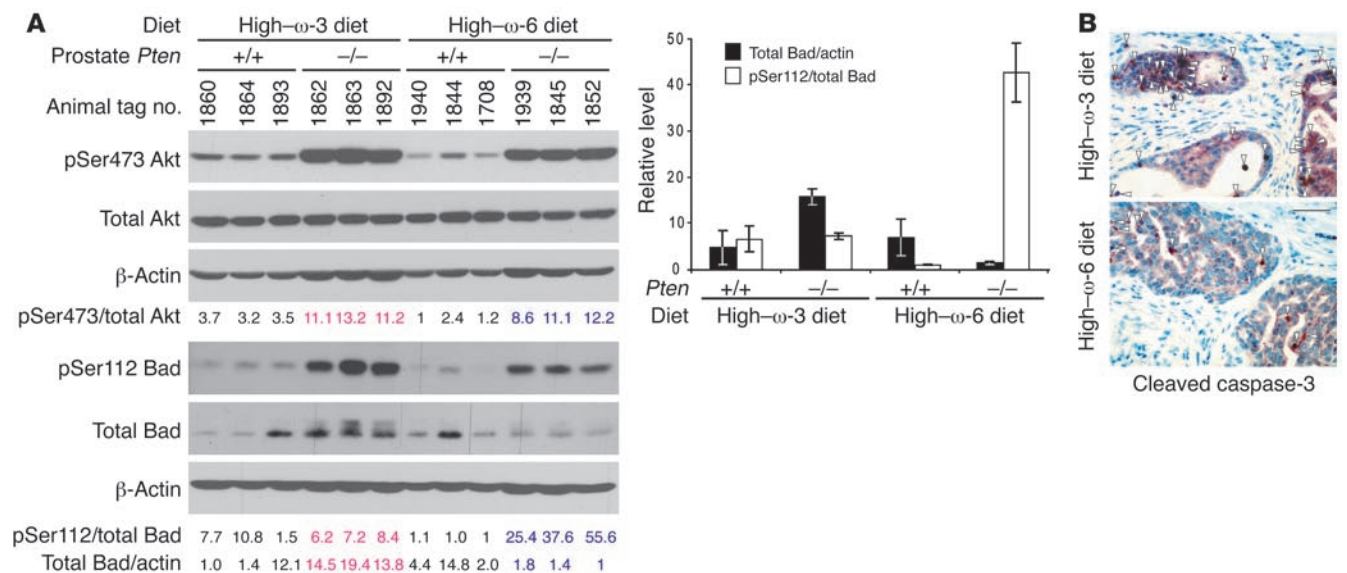 A
Diet High–ω-3 diet High–ω-6 diet
Prostate Pten +/+ –/– +/+ –/–
Animal tag no. 1860 1864 1893 1862 1863 1892 1940 1844 1708 1939 1845 1852
pSer473 Akt
Total Akt
β-Actin
pSer473/total Akt 3.7 3.2 3.5 11.1 13.2 11.2 1 2.4 1.2 8.6 11.1 12.2
pSer112 Bad
Total Bad
β-Actin
pSer112/total Bad 7.7 10.8 1.5 6.2 7.2 8.4 1.1 1.0 1 25.4 37.6 55.6
Total Bad/actin 1.0 1.4 12.1 14.5 19.4 13.8 4.4 14.8 2.0 1.8 1.4 1
Relative level
50
40
30
20
10
0
Total Bad/actin
pSer112/total Bad
Pten +/+ –/– +/+ –/–
Diet High–ω-3 diet High–ω-6 diet
B
High–ω-3 diet
High–ω-6 diet
Cleaved caspase-3